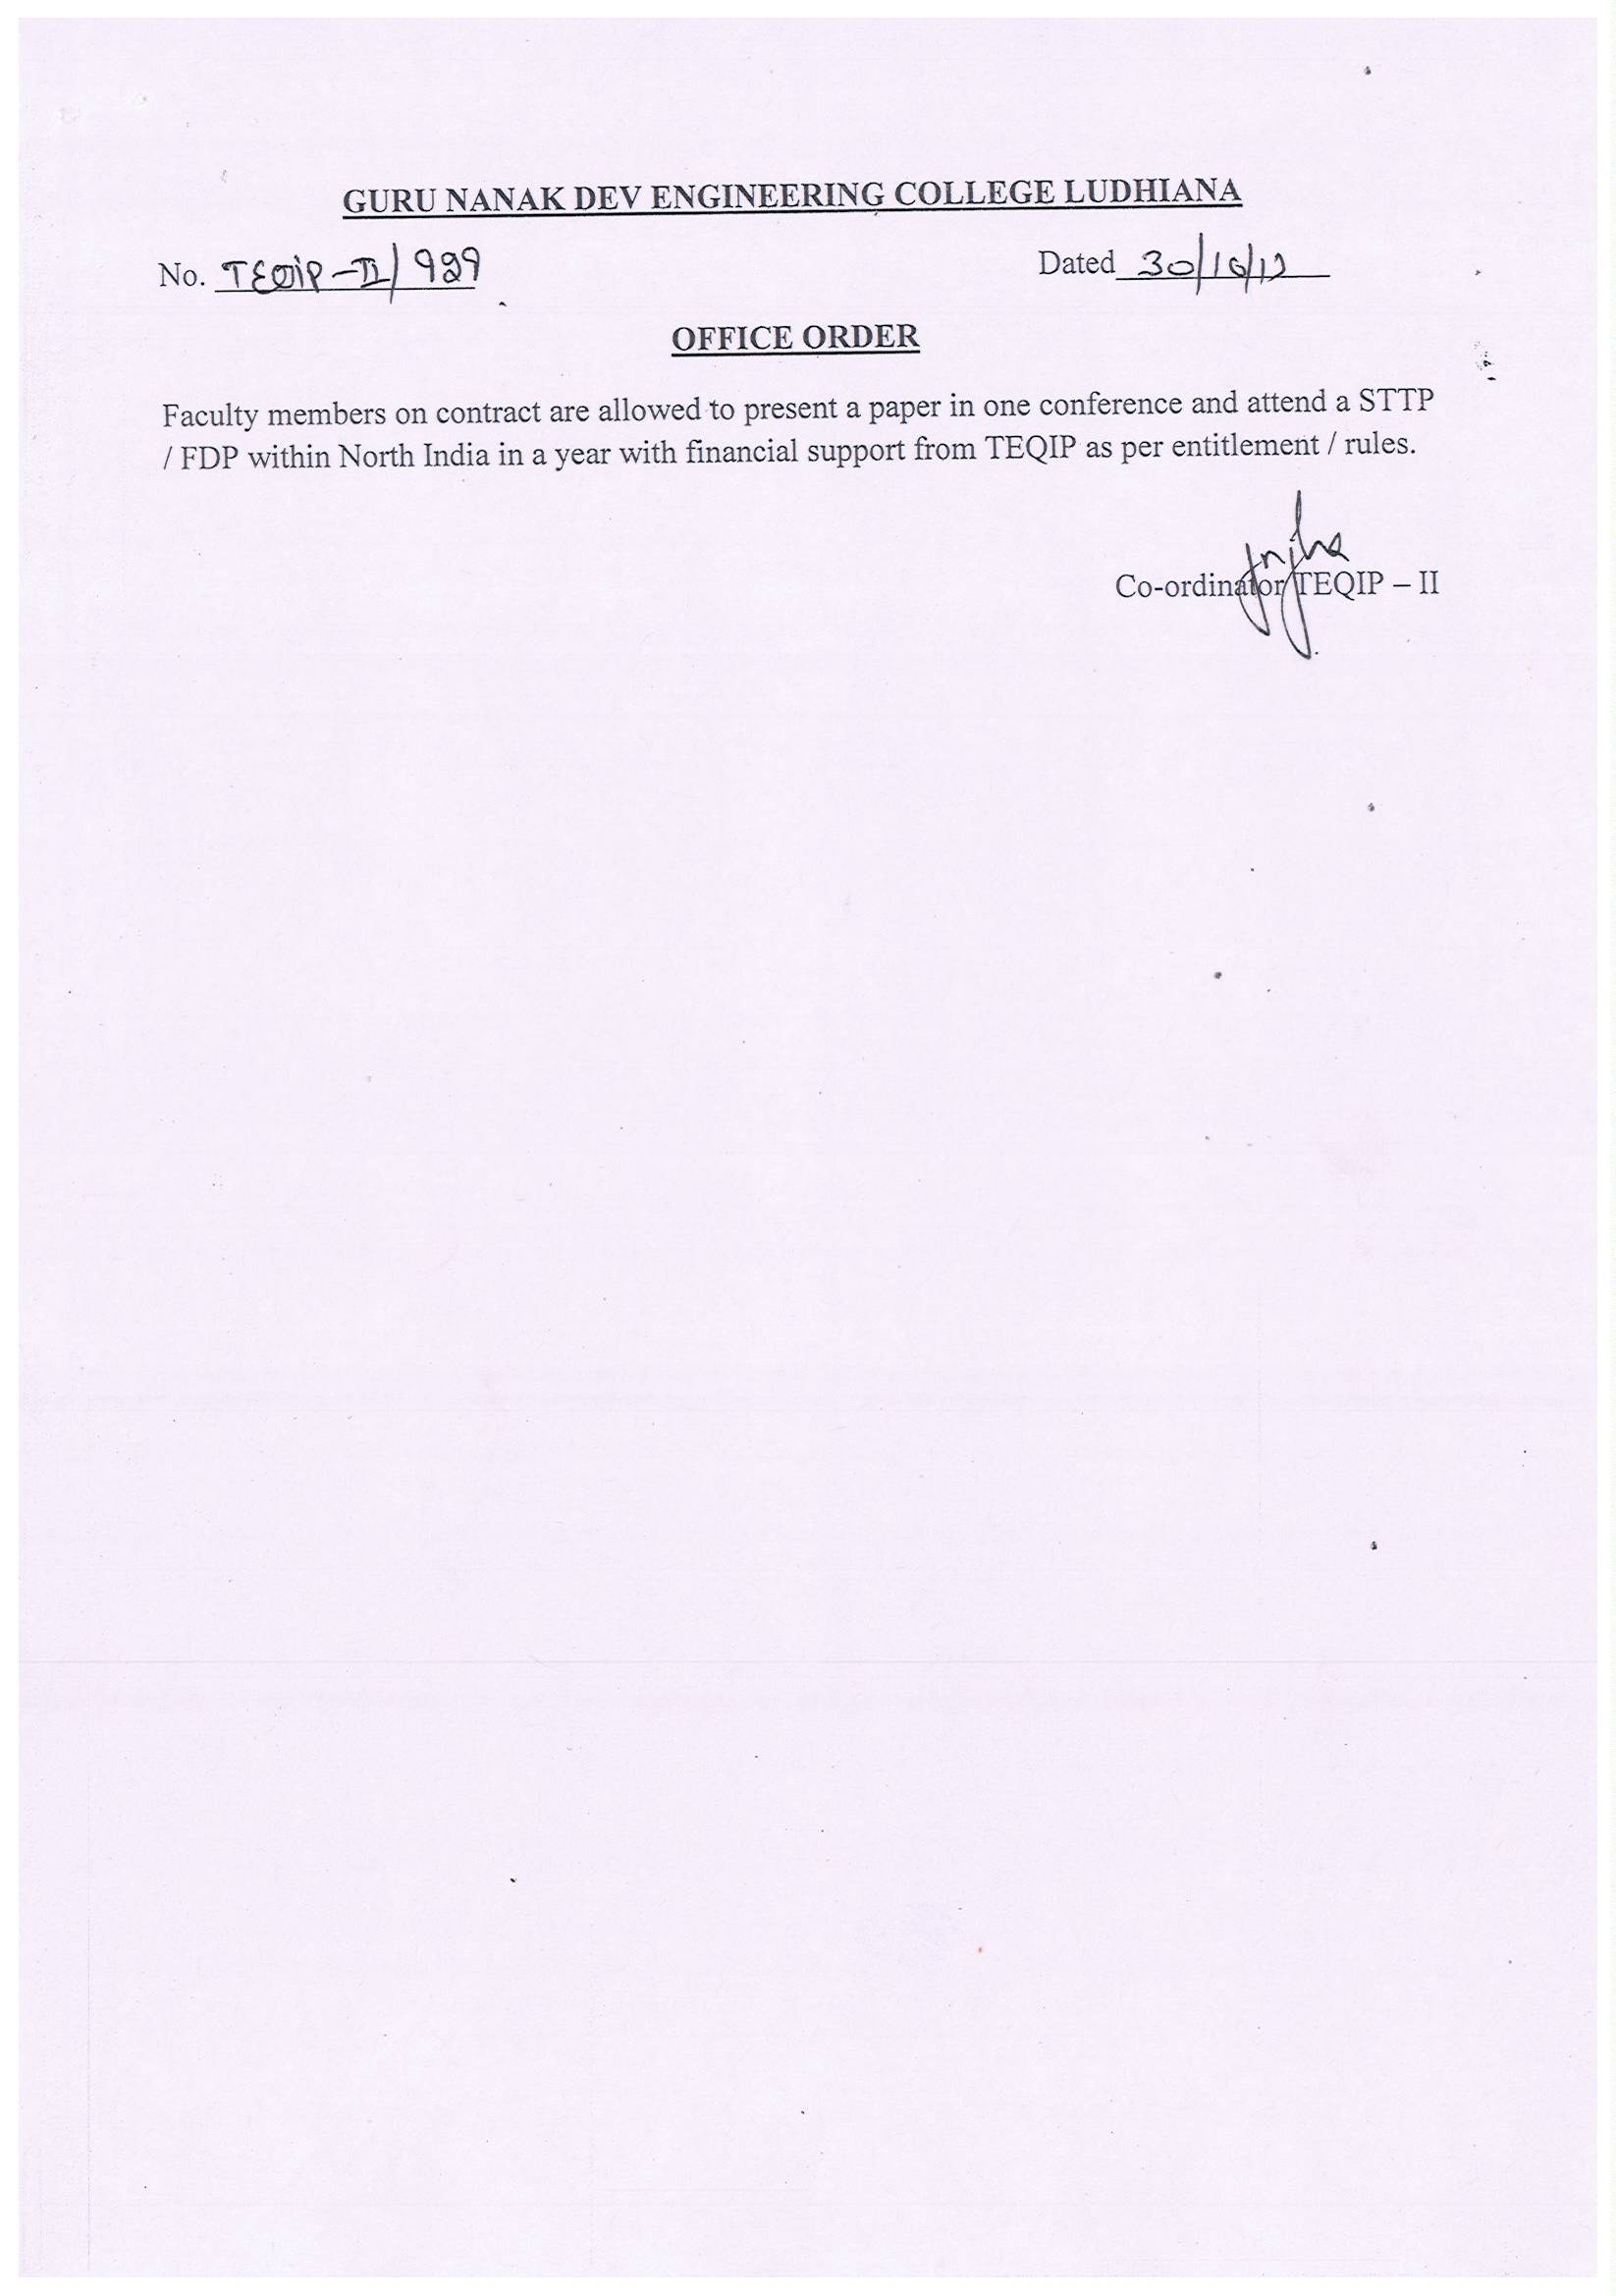 GURU NANAK DEV ENGINEERING COLLEGE LUDHIANA
No. TEQIP-II/929 Dated 30/10/12
OFFICE ORDER
Faculty members on contract are allowed to present a paper in one conference and attend a STTP
/ FDP within North India in a year with financial support from TEQIP as per entitlement / rules.
Co-ordinator TEQIP – II